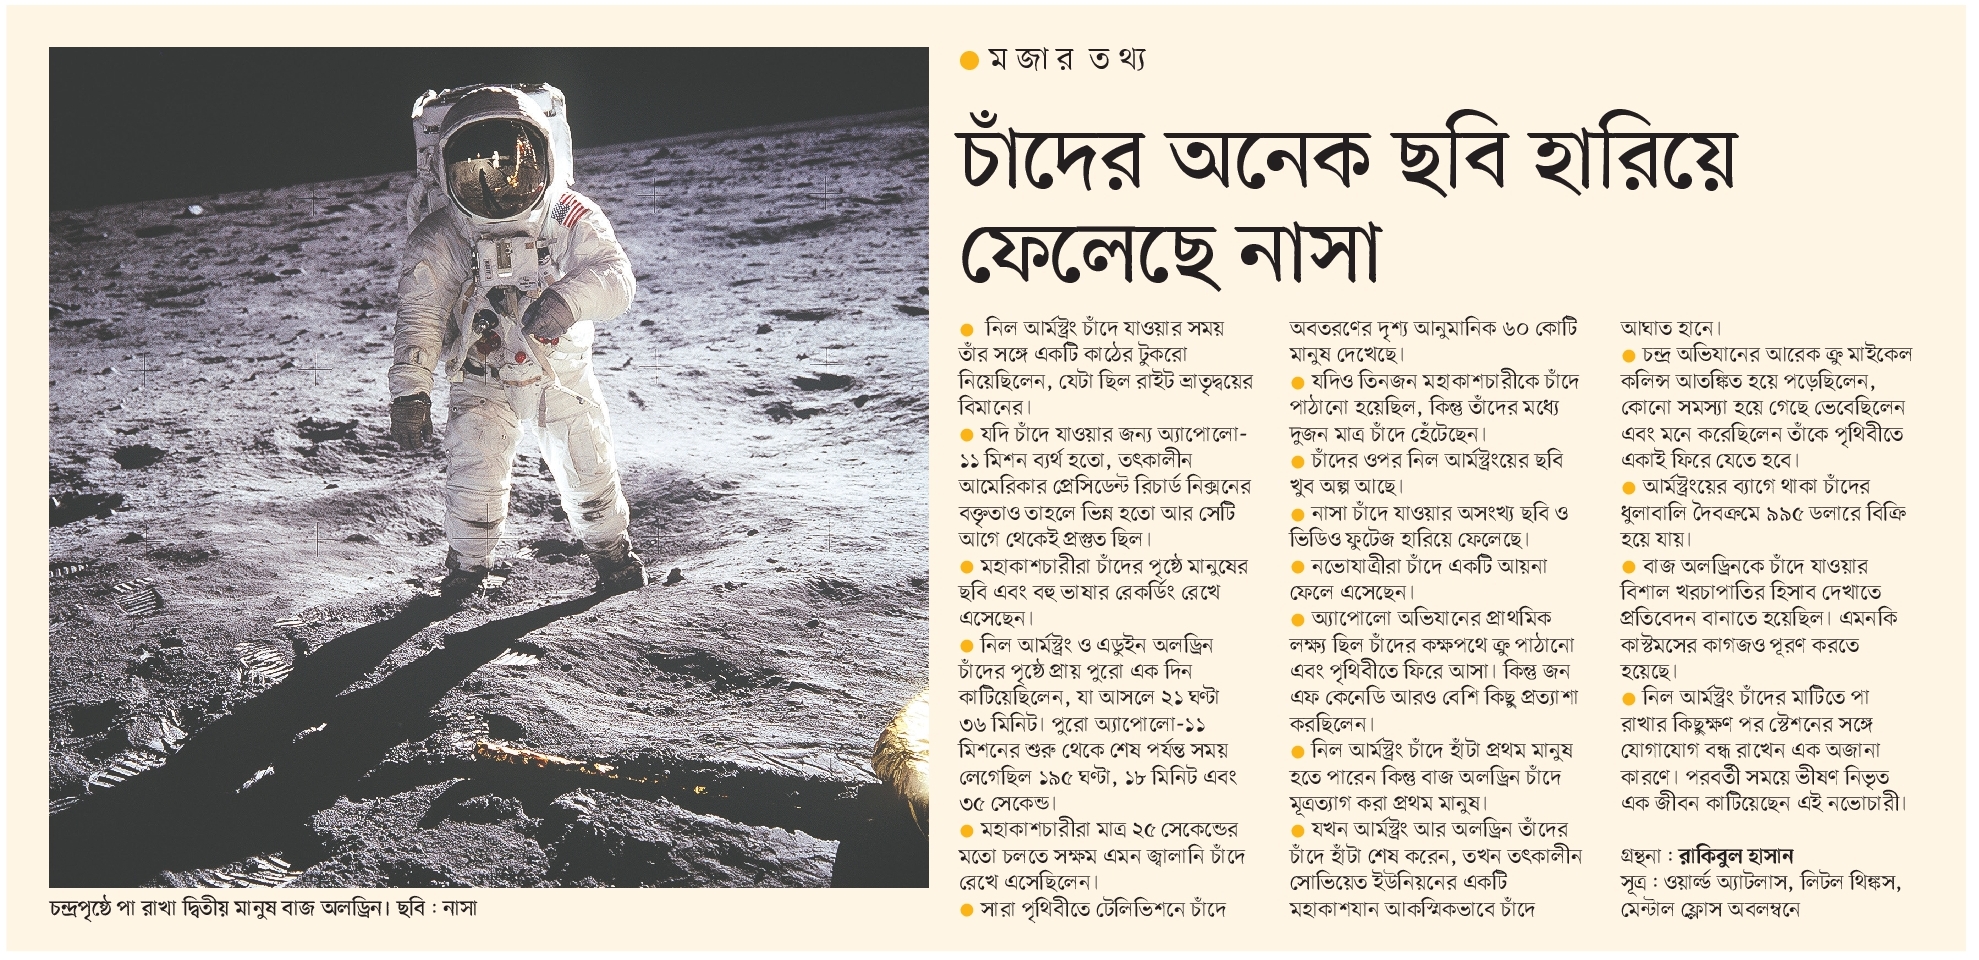 মজার তথ্য
চাঁদের অনেক ছবি হারিয়ে
ফেলেছে নাসা
● নিল আর্মস্ট্রং চাঁদে যাওয়ার সময়
তাঁর সঙ্গে একটি কাঠের টুকরো
নিয়েছিলেন, যেটা ছিল রাইট ভ্রাতৃদ্বয়ের
বিমানের।
● যদি চাঁদে যাওয়ার জন্য অ্যাপোলো-
১১ মিশন ব্যর্থ হতো, তৎকালীন
আমেরিকার প্রেসিডেন্ট রিচার্ড নিক্সনের
বক্তৃতাও তাহলে ভিন্ন হতো আর সেটি
আগে থেকেই প্রস্তুত ছিল।
● মহাকাশচারীরা চাঁদের পৃষ্ঠে মানুষের
ছবি এবং বহু ভাষার রেকর্ডিং রেখে
এসেছেন।
● নিল আর্মস্ট্রং ও এডুইন অলড্রিন
চাঁদের পৃষ্ঠে প্রায় পুরো এক দিন
কাটিয়েছিলেন, যা আসলে ২১ ঘণ্টা
৩৬ মিনিট। পুরো অ্যাপোলো-১১
মিশনের শুরু থেকে শেষ পর্যন্ত সময়
লেগেছিল ১৯৫ ঘণ্টা, ১৮ মিনিট এবং
৩৫ সেকেন্ড।
● মহাকাশচারীরা মাত্র ২৫ সেকেন্ডের
মতো চলতে সক্ষম এমন জ্বালানি চাঁদে
রেখে এসেছিলেন।
● সারা পৃথিবীতে টেলিভিশনে চাঁদে
অবতরণের দৃশ্য আনুমানিক ৬০ কোটি
মানুষ দেখেছে।
● যদিও তিনজন মহাকাশচারীকে চাঁদে
পাঠানো হয়েছিল, কিন্তু তাঁদের মধ্যে
দুজন মাত্র চাঁদে হেঁটেছেন।
● চাঁদের ওপর নিল আর্মস্ট্রংয়ের ছবি
খুব অল্প আছে।
● নাসা চাঁদে যাওয়ার অসংখ্য ছবি ও
ভিডিও ফুটেজ হারিয়ে ফেলেছে।
● নভোযাত্রীরা চাঁদে একটি আয়না
ফেলে এসেছেন।
● অ্যাপোলো অভিযানের প্রাথমিক
লক্ষ্য ছিল চাঁদের কক্ষপথে ক্রু পাঠানো
এবং পৃথিবীতে ফিরে আসা। কিন্তু জন
এফ কেনেডি আরও বেশি কিছু প্রত্যাশা
করছিলেন।
● নিল আর্মস্ট্রং চাঁদে হাঁটা প্রথম মানুষ
হতে পারেন কিন্তু বাজ অলড্রিন চাঁদে
মূত্রত্যাগ করা প্রথম মানুষ।
● যখন আর্মস্ট্রং আর অলড্রিন তাঁদের
চাঁদে হাঁটা শেষ করেন, তখন তৎকালীন
সোভিয়েত ইউনিয়নের একটি
মহাকাশযান আকস্মিকভাবে চাঁদে
আঘাত হানে।
● চন্দ্র অভিযানের আরেক ক্রু মাইকেল
কলিন্স আতঙ্কিত হয়ে পড়েছিলেন,
কোনো সমস্যা হয়ে গেছে ভেবেছিলেন
এবং মনে করেছিলেন তাঁকে পৃথিবীতে
একাই ফিরে যেতে হবে।
● আর্মস্ট্রংয়ের ব্যাগে থাকা চাঁদের
ধুলাবালি দৈবক্রমে ৯৯৫ ডলারে বিক্রি
হয়ে যায়।
● বাজ অলড্রিনকে চাঁদে যাওয়ার
বিশাল খরচাপাতির হিসাব দেখাতে
প্রতিবেদন বানাতে হয়েছিল। এমনকি
কাস্টমসের কাগজও পূরণ করতে
হয়েছে।
● নিল আর্মস্ট্রং চাঁদের মাটিতে পা
রাখার কিছুক্ষণ পর স্টেশনের সঙ্গে
যোগাযোগ বন্ধ রাখেন এক অজানা
কারণে। পরবর্তী সময়ে ভীষণ নিভৃত
এক জীবন কাটিয়েছেন এই নভোচারী।
গ্রন্থনা : রাকিবুল হাসান
সূত্র : ওয়ার্ল্ড অ্যাটলাস, লিটল থিঙ্কস,
মেন্টাল ফ্লোস অবলম্বনে
চন্দ্রপৃষ্ঠে পা রাখা দ্বিতীয় মানুষ বাজ অলড্রিন। ছবি : নাসা